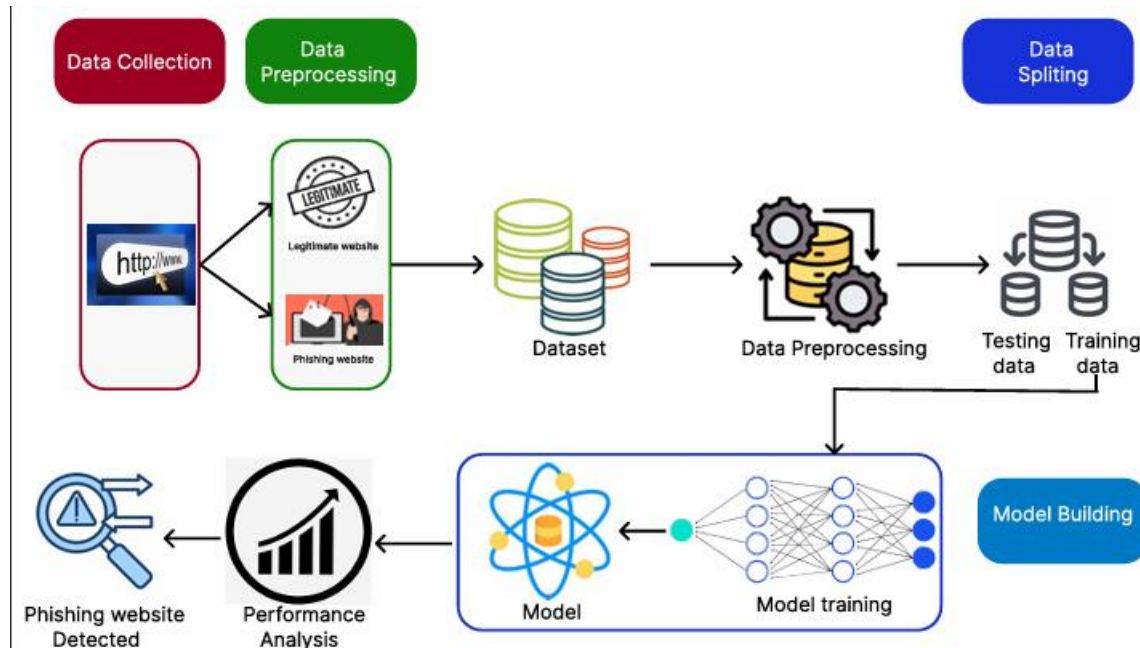 Data Collection
Data
Preprocessing
Data
Spliting
LEGITIMATE
Legitimate website
http://www.
Phishing website
Dataset
Data Preprocessing
Testing
data
Training
data
Model Building
Model
Model training
Performance
Analysis
Phishing website
Detected